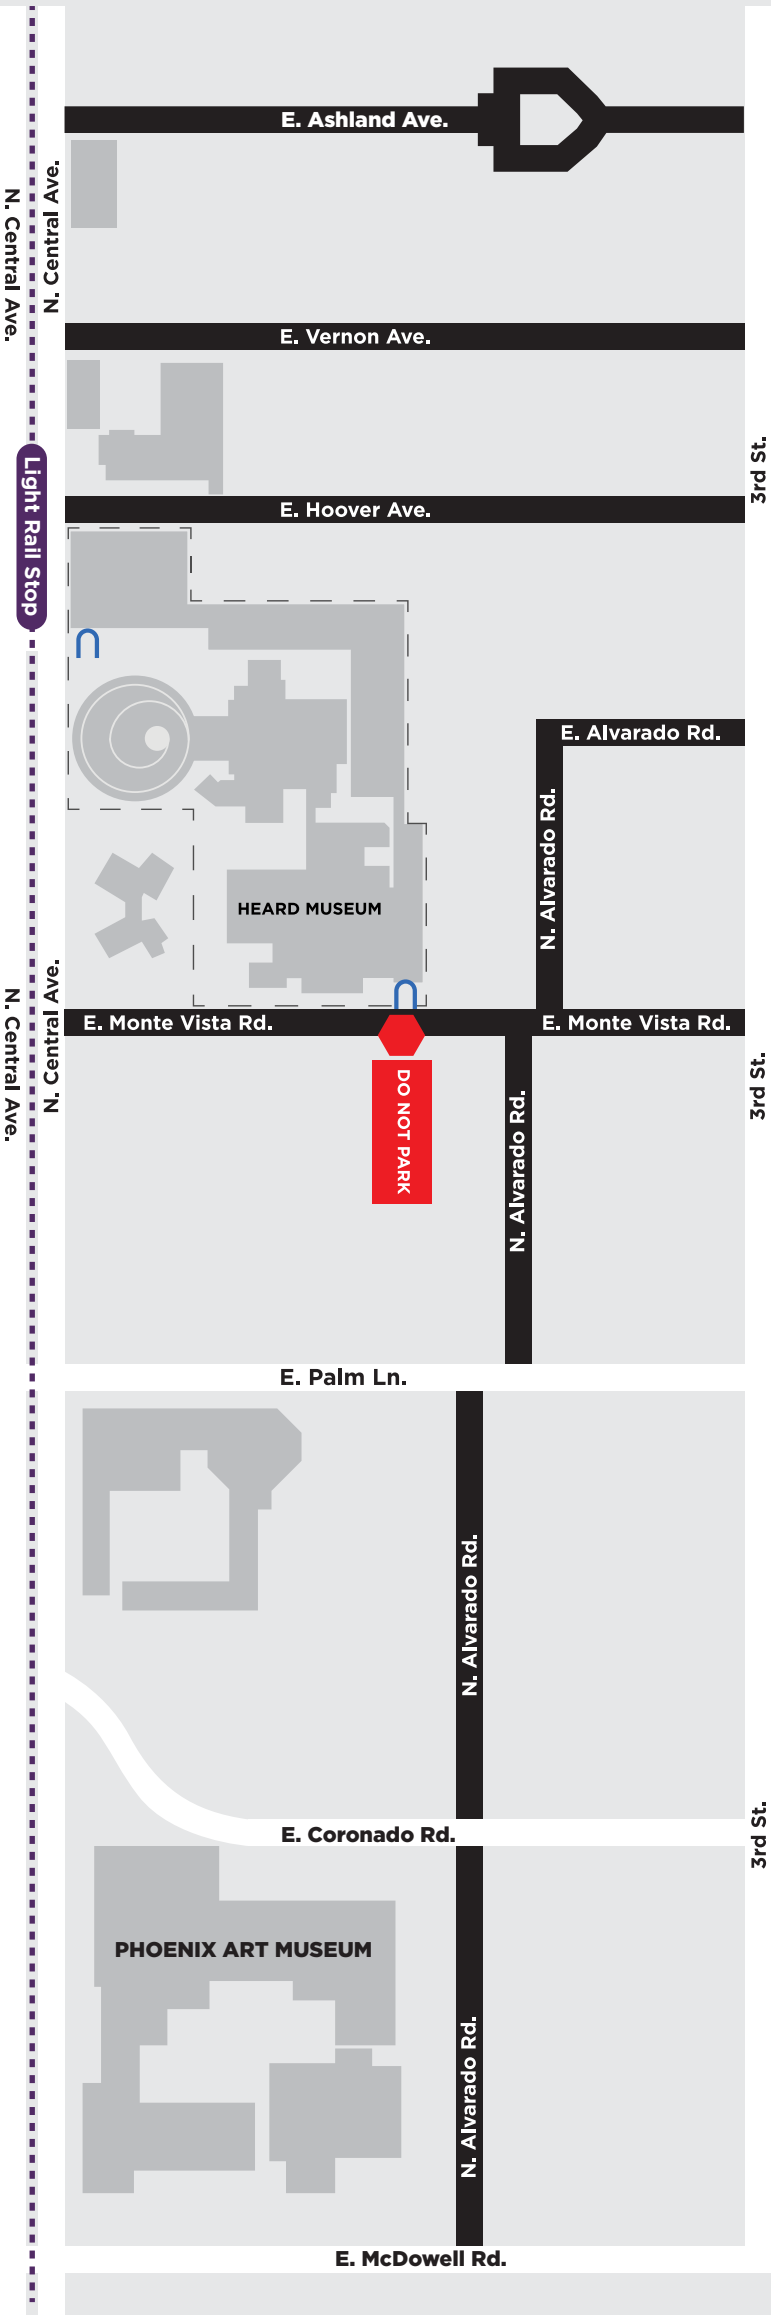 E. Ashland Ave.
N. Central Ave.
N. Central Ave.
E. Vernon Ave.
3rd St.
Light Rail Stop
E. Hoover Ave.
E. Alvarado Rd.
N. Alvarado Rd.
HEARD MUSEUM
N. Central Ave.
N. Central Ave.
E. Monte Vista Rd.
E. Monte Vista Rd.
3rd St.
DO NOT PARK
N. Alvarado Rd.
E. Palm Ln.
N. Alvarado Rd.
E. Coronado Rd.
3rd St.
PHOENIX ART MUSEUM
N. Alvarado Rd.
E. McDowell Rd.